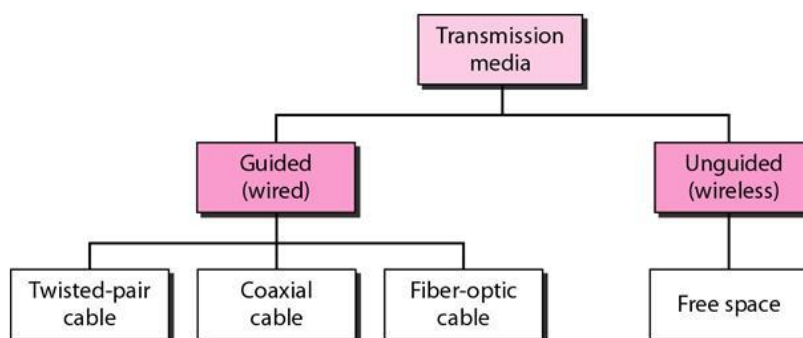 Transmission
media
Guided
(wired)
Unguided
(wireless)
Twisted-pair
cable
Coaxial
cable
Fiber-optic
cable
Free space